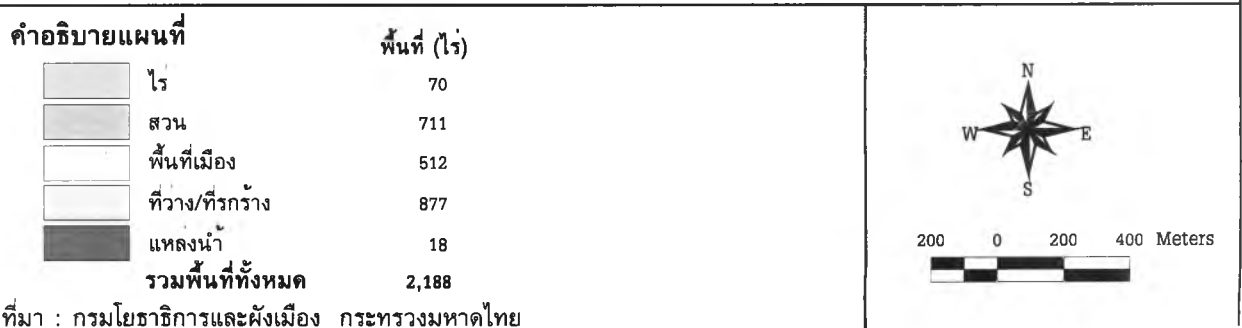 คำอธิบายแผนที่
พื้นที่ (ไร่)
ไร่ 70
สวน 711
พื้นที่เมือง 512
ที่ว่าง/ที่รกร้าง 877
แหล่งน้ำ 18
รวมพื้นที่ทั้งหมด 2,188
ที่มา : กรมโยธาธิการและผังเมือง กระทรวงมหาดไทย
N
W E
S
200 0 200 400 Meters